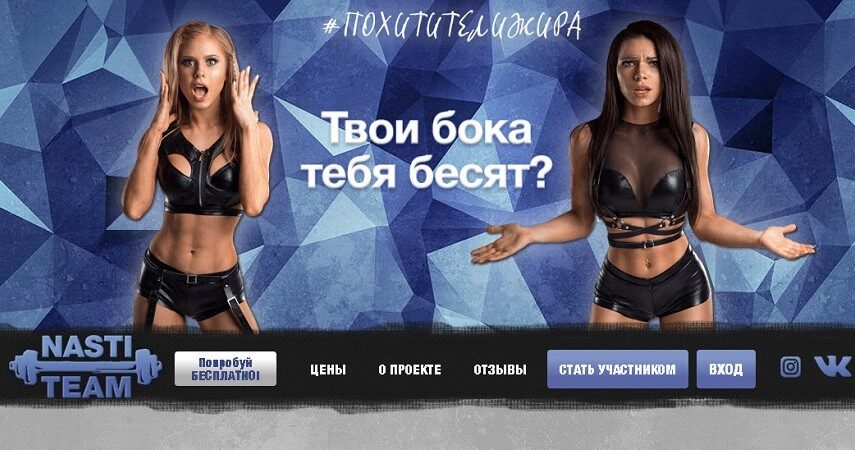 #ПОХИТИТЕЛИЖИРА
Твои бока
тебя бесят?
NASTI
TEAM
Попробуй
БЕСПЛАТНО!
ЦЕНЫ
О ПРОЕКТЕ
ОТЗЫВЫ
СТАТЬ УЧАСТНИКОМ
ВХОД